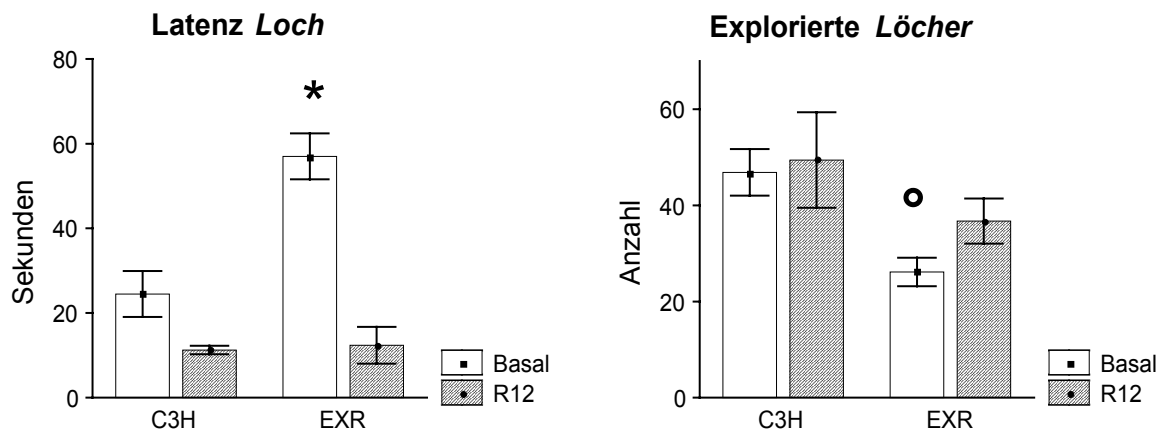 Latenz Loch
Sekunden
80
60
40
20
0
*
C3H
EXR
Basal
R12
Explorierte Löcher
Anzahl
60
40
20
0
C3H
EXR
Basal
R12